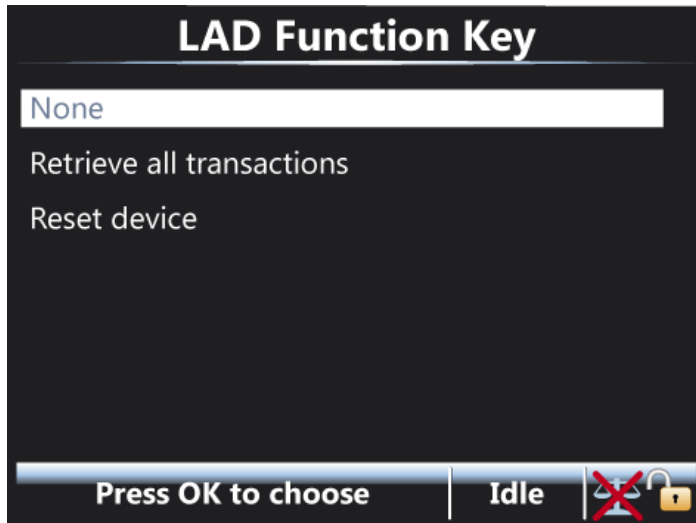 LAD Function Key
None
Retrieve all transactions
Reset device
Press OK to choose
Idle